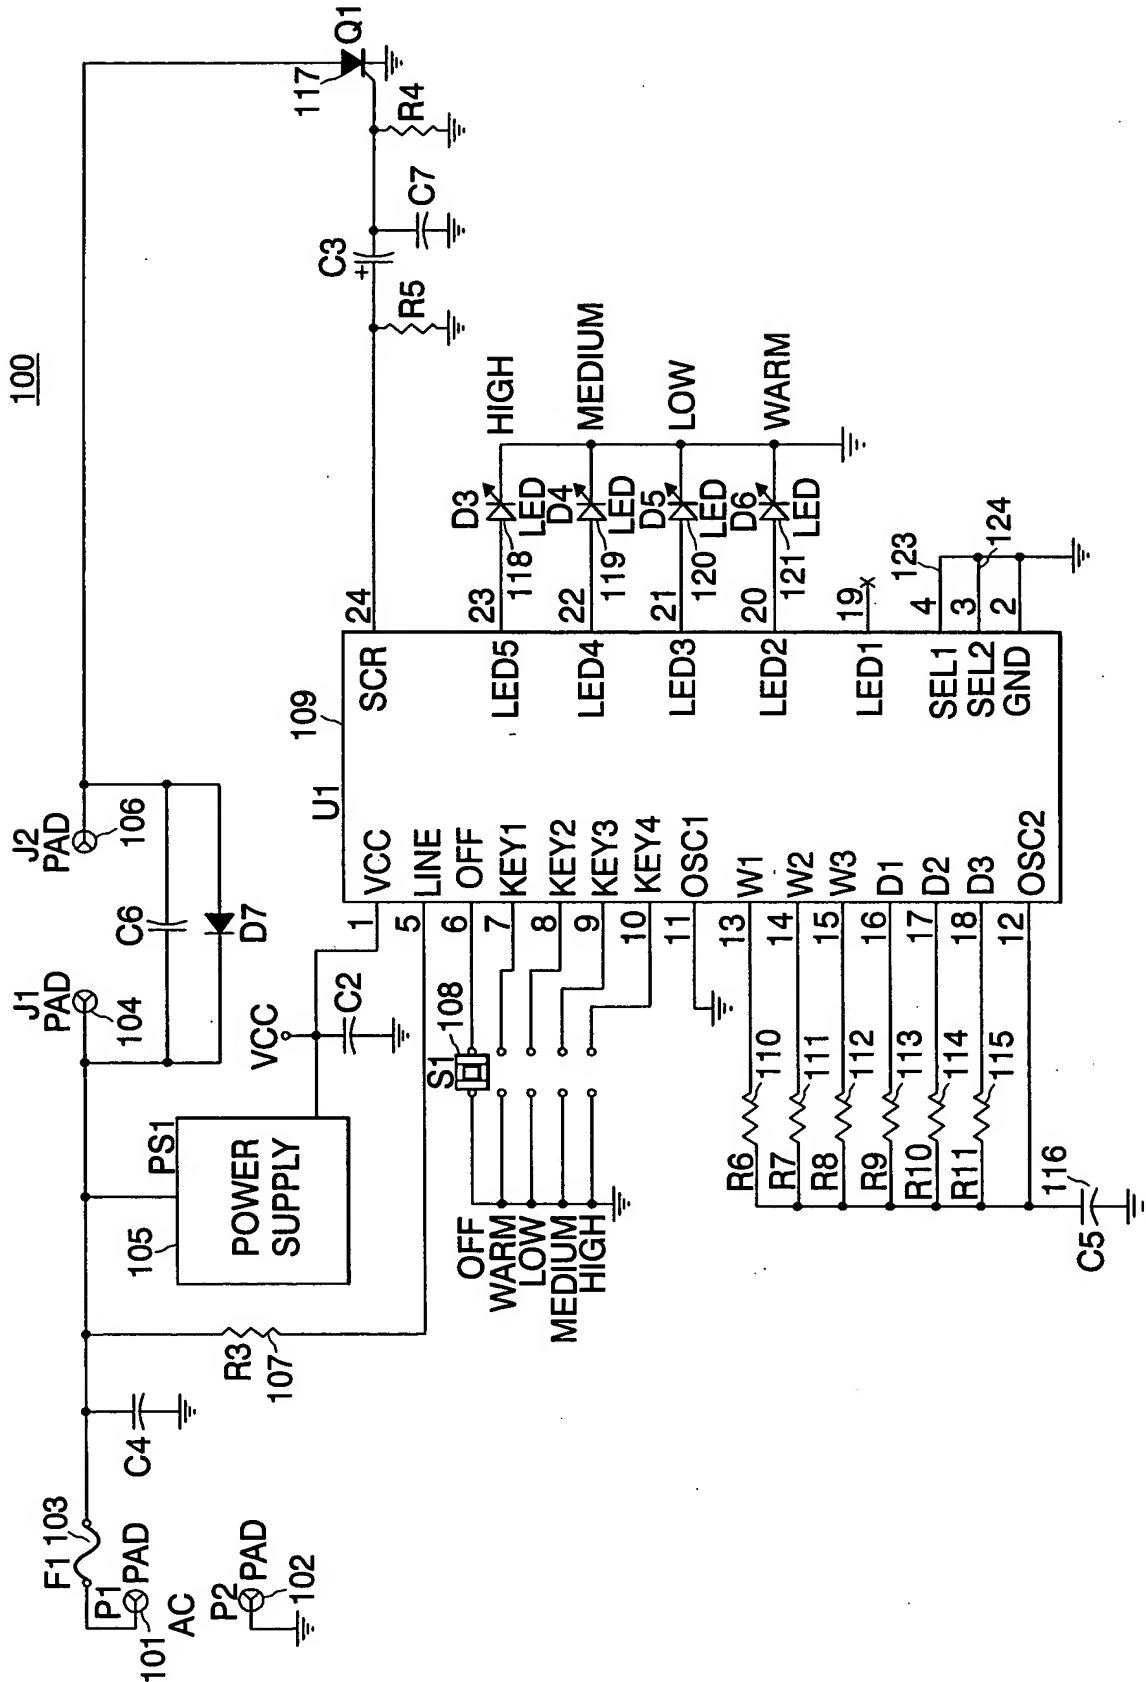 100
F1 103
P1
PAD
101
AC
P2
PAD
102
C4
R3
107
105
PS1
POWER
SUPPLY
VCC
C2
J1
PAD
104
C6
D7
J2
PAD
106
117
Q1
R4
C7
C3
+
R5
U1
109
S1
108
OFF
WARM
LOW
MEDIUM
HIGH
1 VCC
5 LINE
6 OFF
7 KEY1
8 KEY2
9 KEY3
10 KEY4
11 OSC1
13 W1
14 W2
15 W3
16 D1
17 D2
18 D3
12 OSC2
R6 110
R7 111
R8 112
R9 113
R10 114
R11 115
C5 116
SCR 24
LED5 23
LED4 22
LED3 21
LED2 20
LED1 19
SEL1 4
SEL2 3
GND 2
D3
LED
118
HIGH
D4
LED
119
MEDIUM
D5
LED
120
LOW
D6
LED
121
WARM
123
124